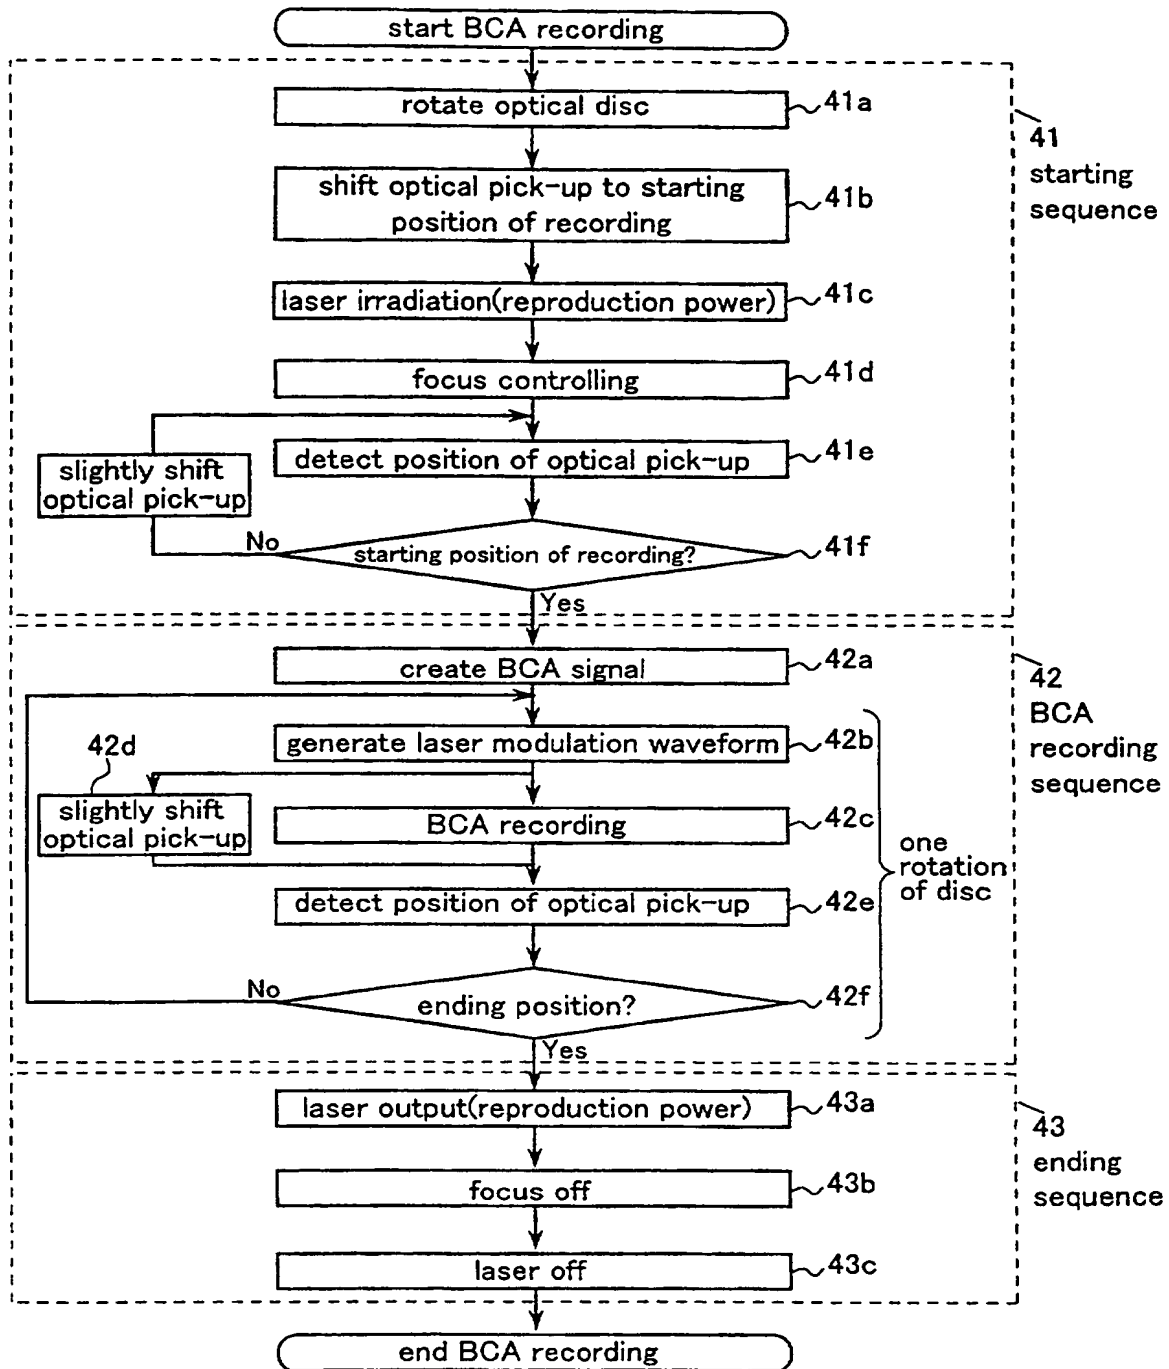 start BCA recording
rotate optical disc
41a
41
starting
sequence
shift optical pick-up to starting
position of recording
41b
laser irradiation(reproduction power)
41c
focus controlling
41d
detect position of optical pick-up
41e
slightly shift
optical pick-up
No
starting position of recording?
41f
Yes
create BCA signal
42a
42
BCA
recording
sequence
generate laser modulation waveform
42b
42d
slightly shift
optical pick-up
BCA recording
42c
one
rotation
of disc
detect position of optical pick-up
42e
No
ending position?
42f
Yes
laser output(reproduction power)
43a
43
ending
sequence
focus off
43b
laser off
43c
end BCA recording